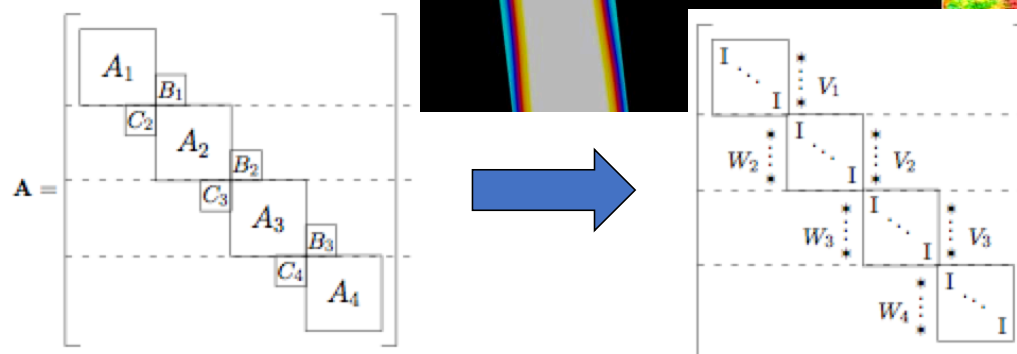 A₁ B₁
C₂ A₂ B₂
A = C₃ A₃ B₃
C₄ A₄
I ⋱ I * ⋮ * V₁
W₂ * ⋮ * I ⋱ I * ⋮ * V₂
W₃ * ⋮ * I ⋱ I * ⋮ * V₃
W₄ * ⋮ * I ⋱ I